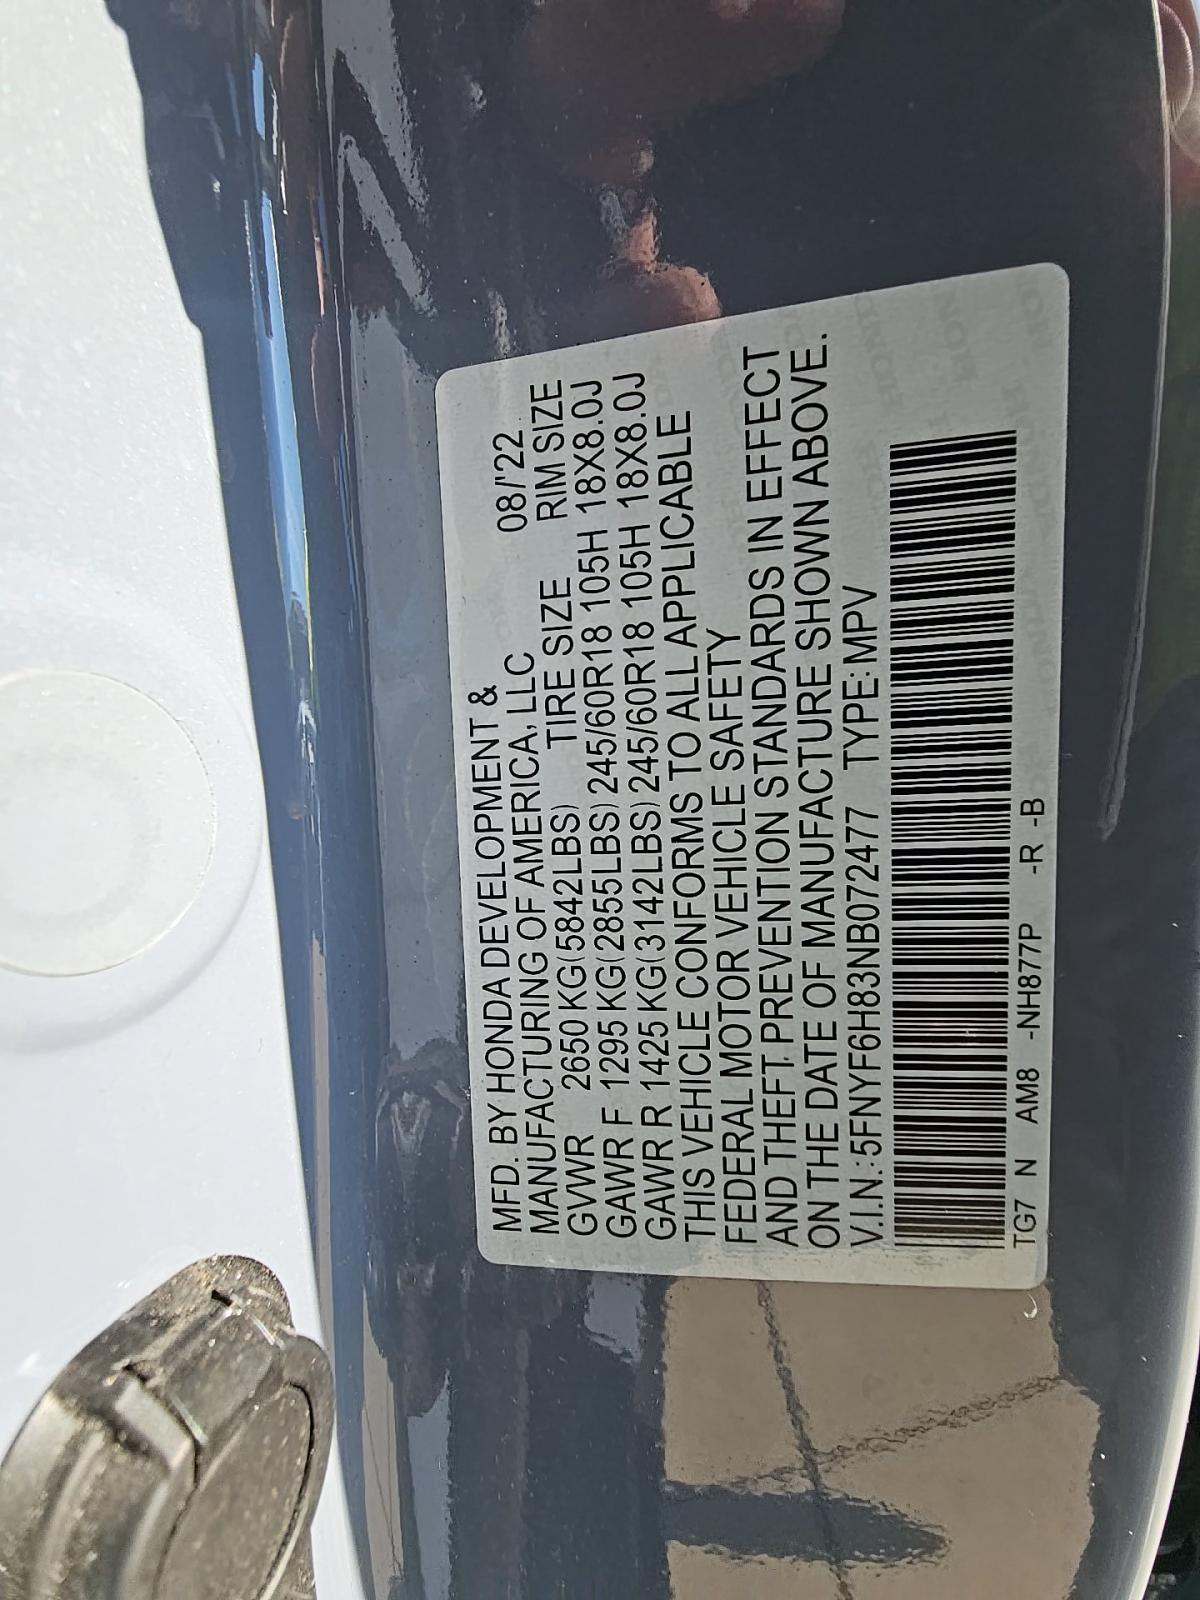 MFD. BY HONDA DEVELOPMENT &
MANUFACTURING OF AMERICA, LLC 08/'22
GVWR 2650 KG(5842LBS) TIRE SIZE RIM SIZE
GAWR F 1295 KG(2855LBS) 245/60R18 105H 18X8.0J
GAWR R 1425 KG(3142LBS) 245/60R18 105H 18X8.0J
THIS VEHICLE CONFORMS TO ALL APPLICABLE
FEDERAL MOTOR VEHICLE SAFETY
AND THEFT PREVENTION STANDARDS IN EFFECT
ON THE DATE OF MANUFACTURE SHOWN ABOVE.
V.I.N.: 5FNYF6H83NB072477 TYPE: MPV
TG7 N AM8 -NH877P -R -B